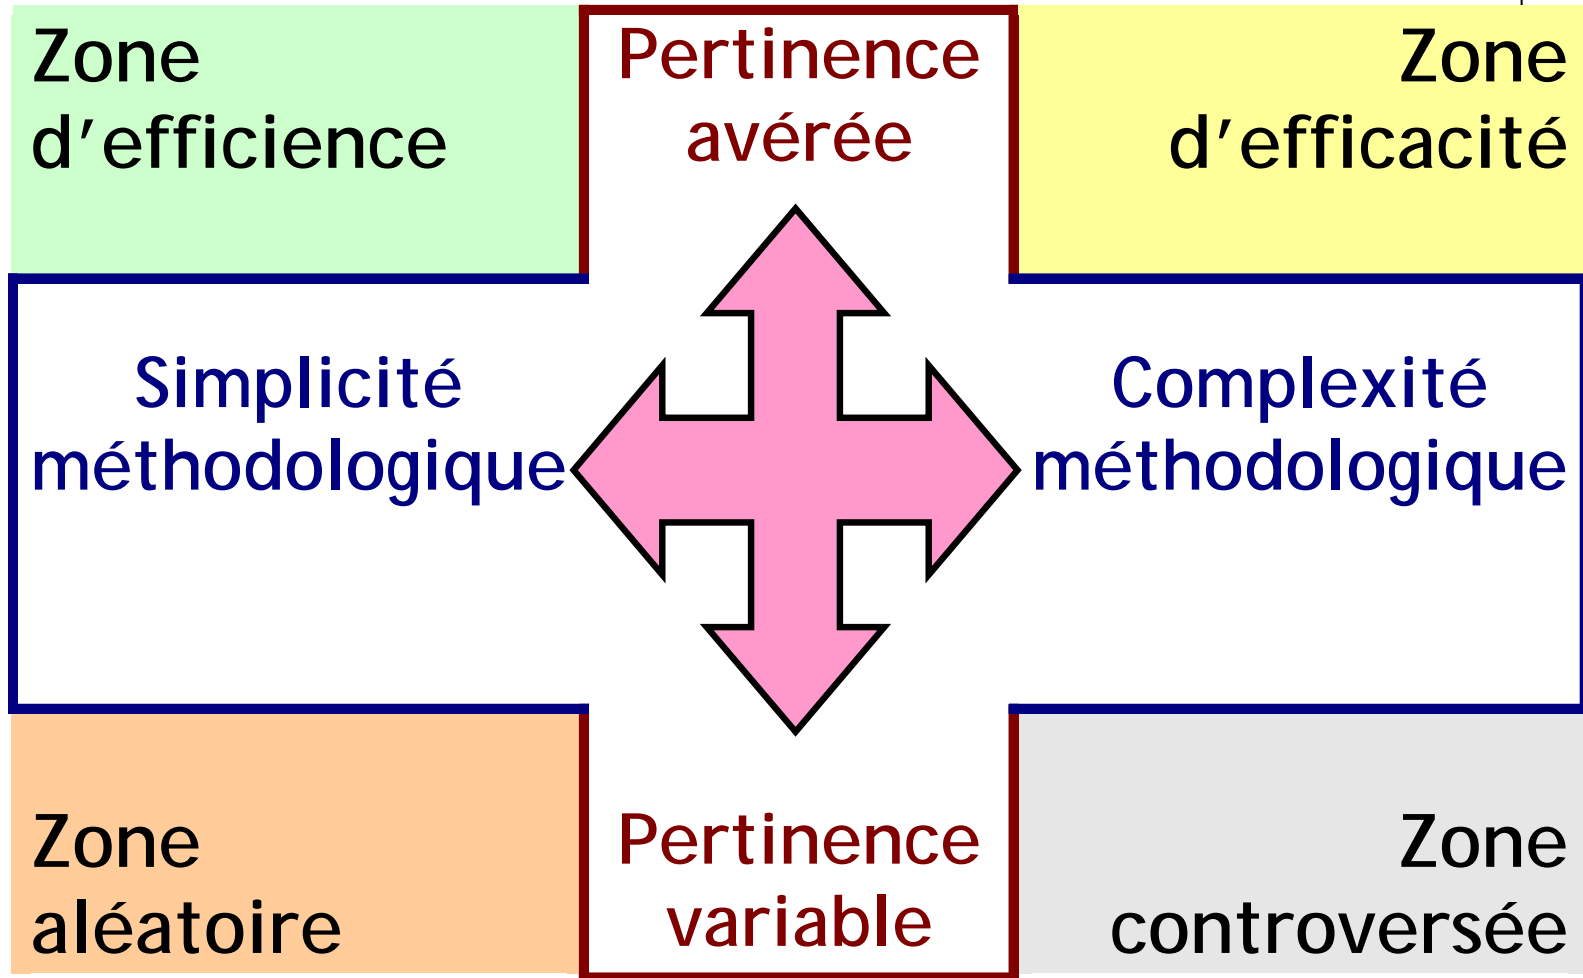 Zone
d'efficience
Pertinence
avérée
Zone
d'efficacité
Simplicité
méthodologique
Complexité
méthodologique
Zone
aléatoire
Pertinence
variable
Zone
controversée